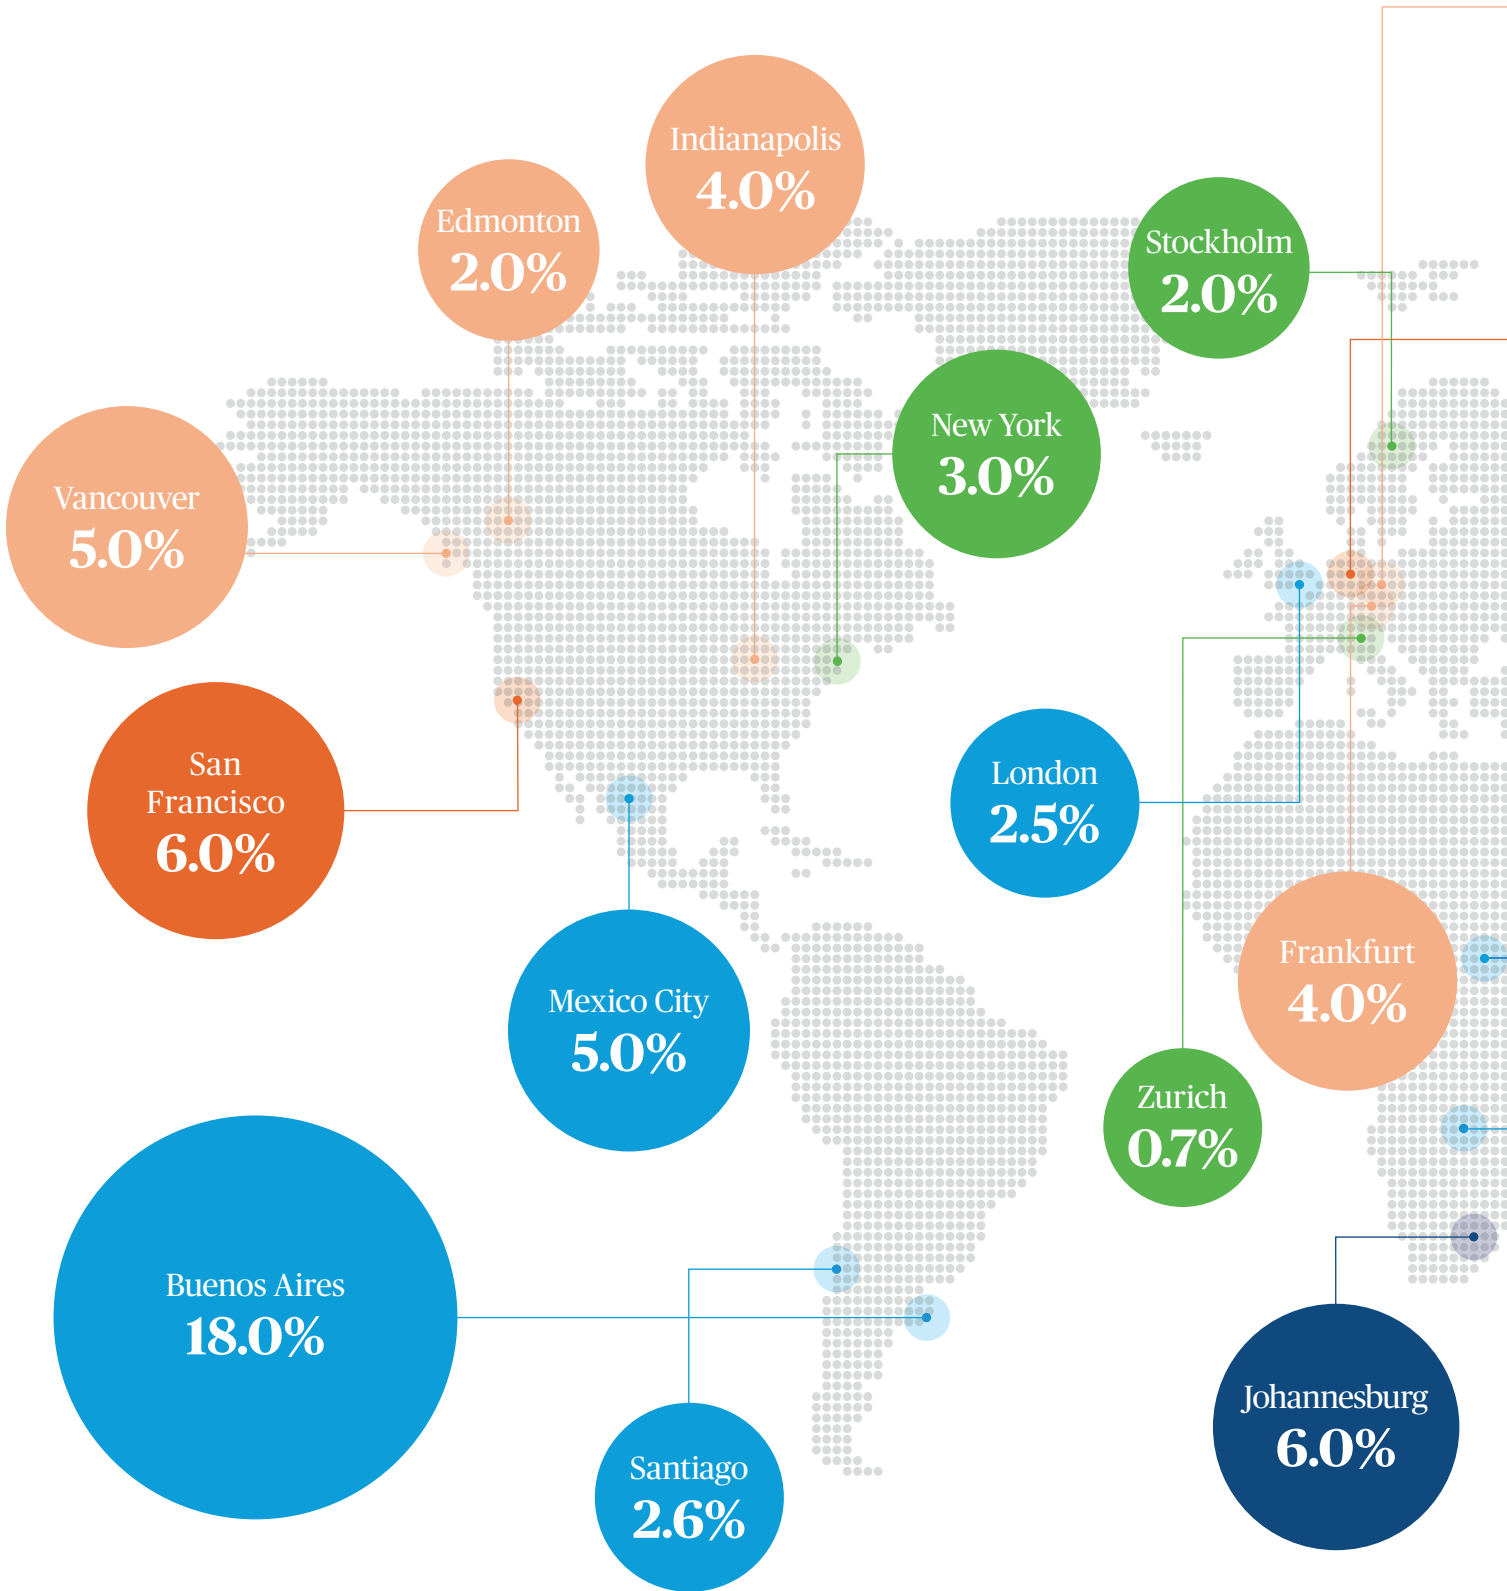 Indianapolis
4.0%
Edmonton
2.0%
Stockholm
2.0%
New York
3.0%
Vancouver
5.0%
San
Francisco
6.0%
London
2.5%
Mexico City
5.0%
Frankfurt
4.0%
Zurich
0.7%
Buenos Aires
18.0%
Johannesburg
6.0%
Santiago
2.6%